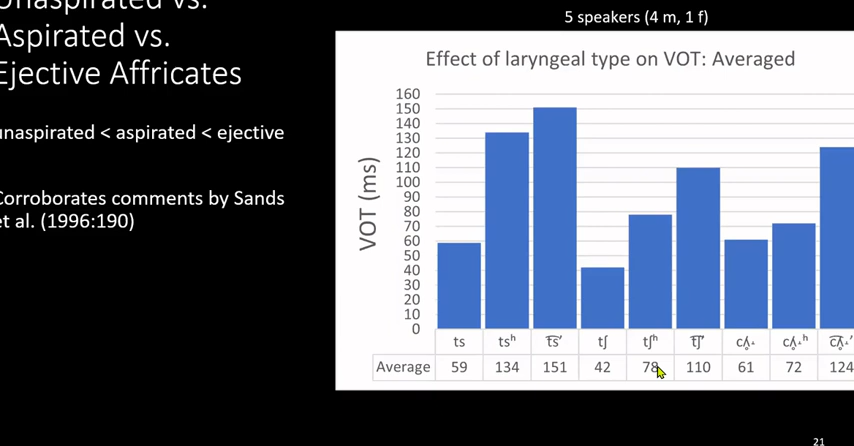 Unaspirated vs.
Aspirated vs.
Ejective Affricates
unaspirated < aspirated < ejective
Corroborates comments by Sands
et al. (1996:190)
5 speakers (4 m, 1 f)
Effect of laryngeal type on VOT: Averaged
VOT (ms)
160
150
140
130
120
110
100
90
80
70
60
50
40
30
20
10
0
ts tsʰ t͡s’ tʃ tʃʰ t͡ʃ’
Average 59 134 151 42 78 110 61 72 124
21